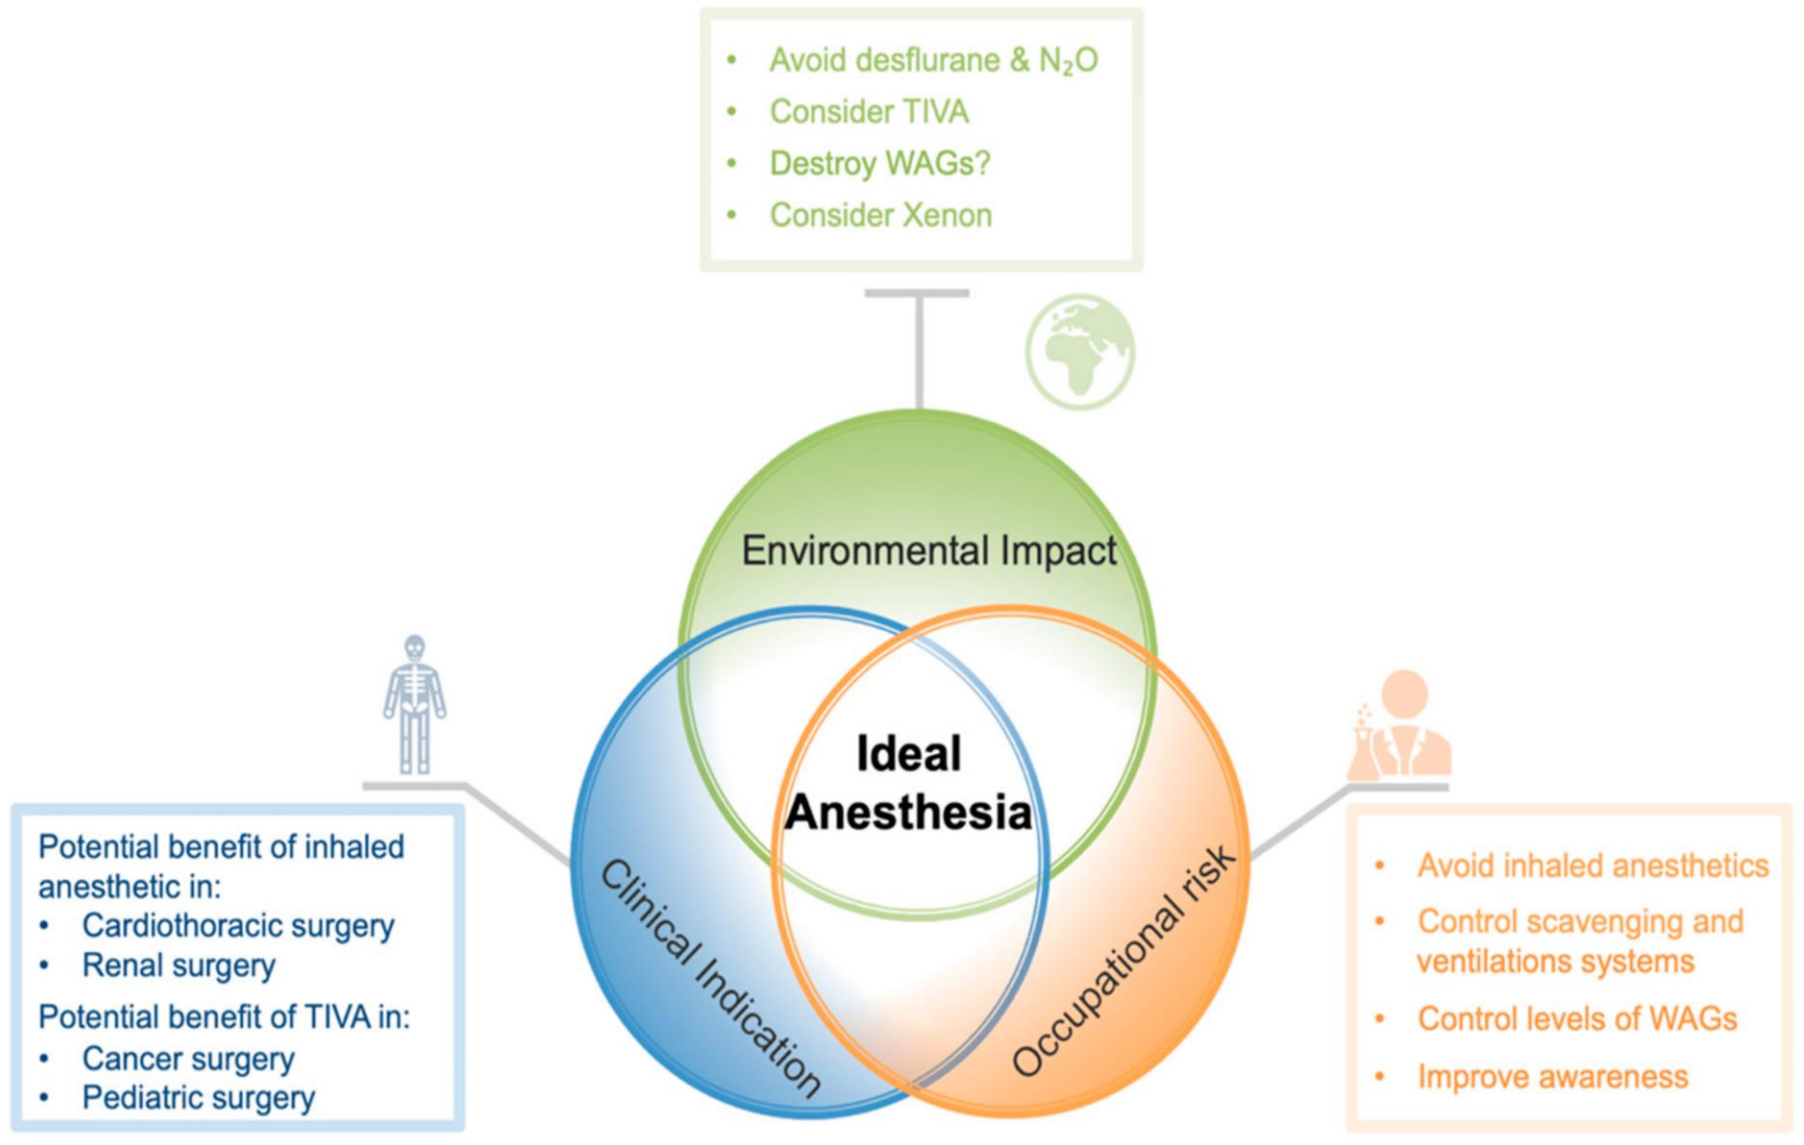 • Avoid desflurane & N₂O
• Consider TIVA
• Destroy WAGs?
• Consider Xenon
Environmental Impact
Ideal
Anesthesia
Clinical Indication
Occupational risk
Potential benefit of inhaled
anesthetic in:
• Cardiothoracic surgery
• Renal surgery
Potential benefit of TIVA in:
• Cancer surgery
• Pediatric surgery
• Avoid inhaled anesthetics
• Control scavenging and
ventilations systems
• Control levels of WAGs
• Improve awareness